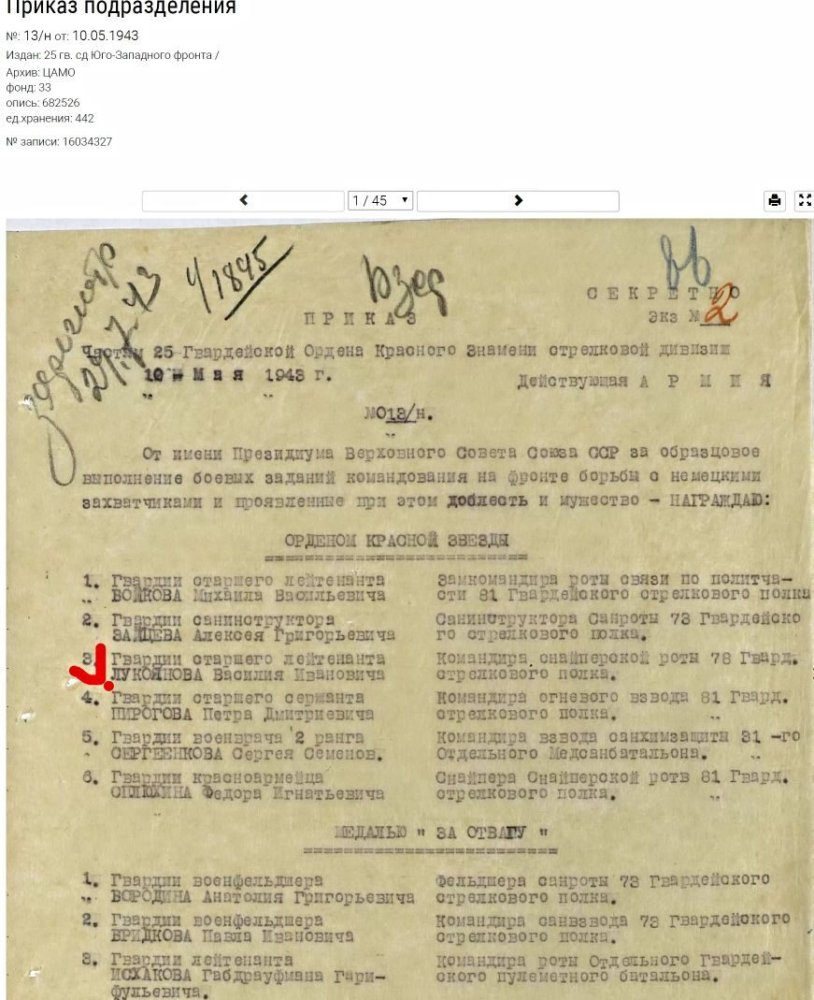 Приказ подразделения
№: 13/н от: 10.05.1943
Издан: 25 гв. сд Юго-Западного фронта /
Архив: ЦАМО
фонд: 33
опись: 682526
ед.хранения: 442
№ записи: 16034327
1 / 45
1/1845
29.7.43
СЕКРЕТНО
ПРИКАЗ
Экз № 2
Частям 25 Гвардейской Ордена Красного Знамени стрелковой дивизии
10 Мая 1943 г.
Действующая А Р М И Я
№013/н.
От имени Президиума Верховного Совета Союза ССР за образцовое
выполнение боевых заданий командования на фронте борьбы с немецкими
захватчиками и проявленные при этом доблесть и мужество - НАГРАЖДАЮ:
ОРДЕНОМ КРАСНОЙ ЗВЕЗДЫ
1. Гвардии старшего лейтенанта Замкомандира роты связи по политча-
БОЙКОВА Михаила Васильевича сти 81 Гвардейского стрелкового полка
2. Гвардии санинструктора Санинструктора Санроты 73 Гвардейско
ЗАЙЦЕВА Алексея Григорьевича го стрелкового полка.
3. Гвардии старшего лейтенанта Командира снайперской роты 78 Гвард.
ЛУКОЯНОВА Василия Ивановича стрелкового полка.
4. Гвардии старшего сержанта Командира огневого взвода 81 Гвард.
ПИРОГОВА Петра Дмитриевича стрелкового полка.
5. Гвардии военврача 2 ранга Командира взвода санхимзащиты 31 -го
СЕРГЕЕНКОВА Сергея Семенов. Отдельного Медсанбатальона.
6. Гвардии красноармейца Снайпера Снайперской ротв 81 Гвард.
Федора Игнатьевича стрелкового полка.
МЕДАЛЬЮ " ЗА ОТВАГУ "
1. Гвардии военфельдшера Фельдшера санроты 73 Гвардейского
БОРОДИНА Анатолия Григорьевича стрелкового полка.
2. Гвардии военфельдшера Командира санвзвода 78 Гвардейского
БРИДКОВА Павла Ивановича стрелкового полка.
3. Гвардии лейтенанта Командира роты Отдельного Гвардей-
ИСХАКОВА Габдрауфмана Гари- ского пулеметного батальона.
фульевича.